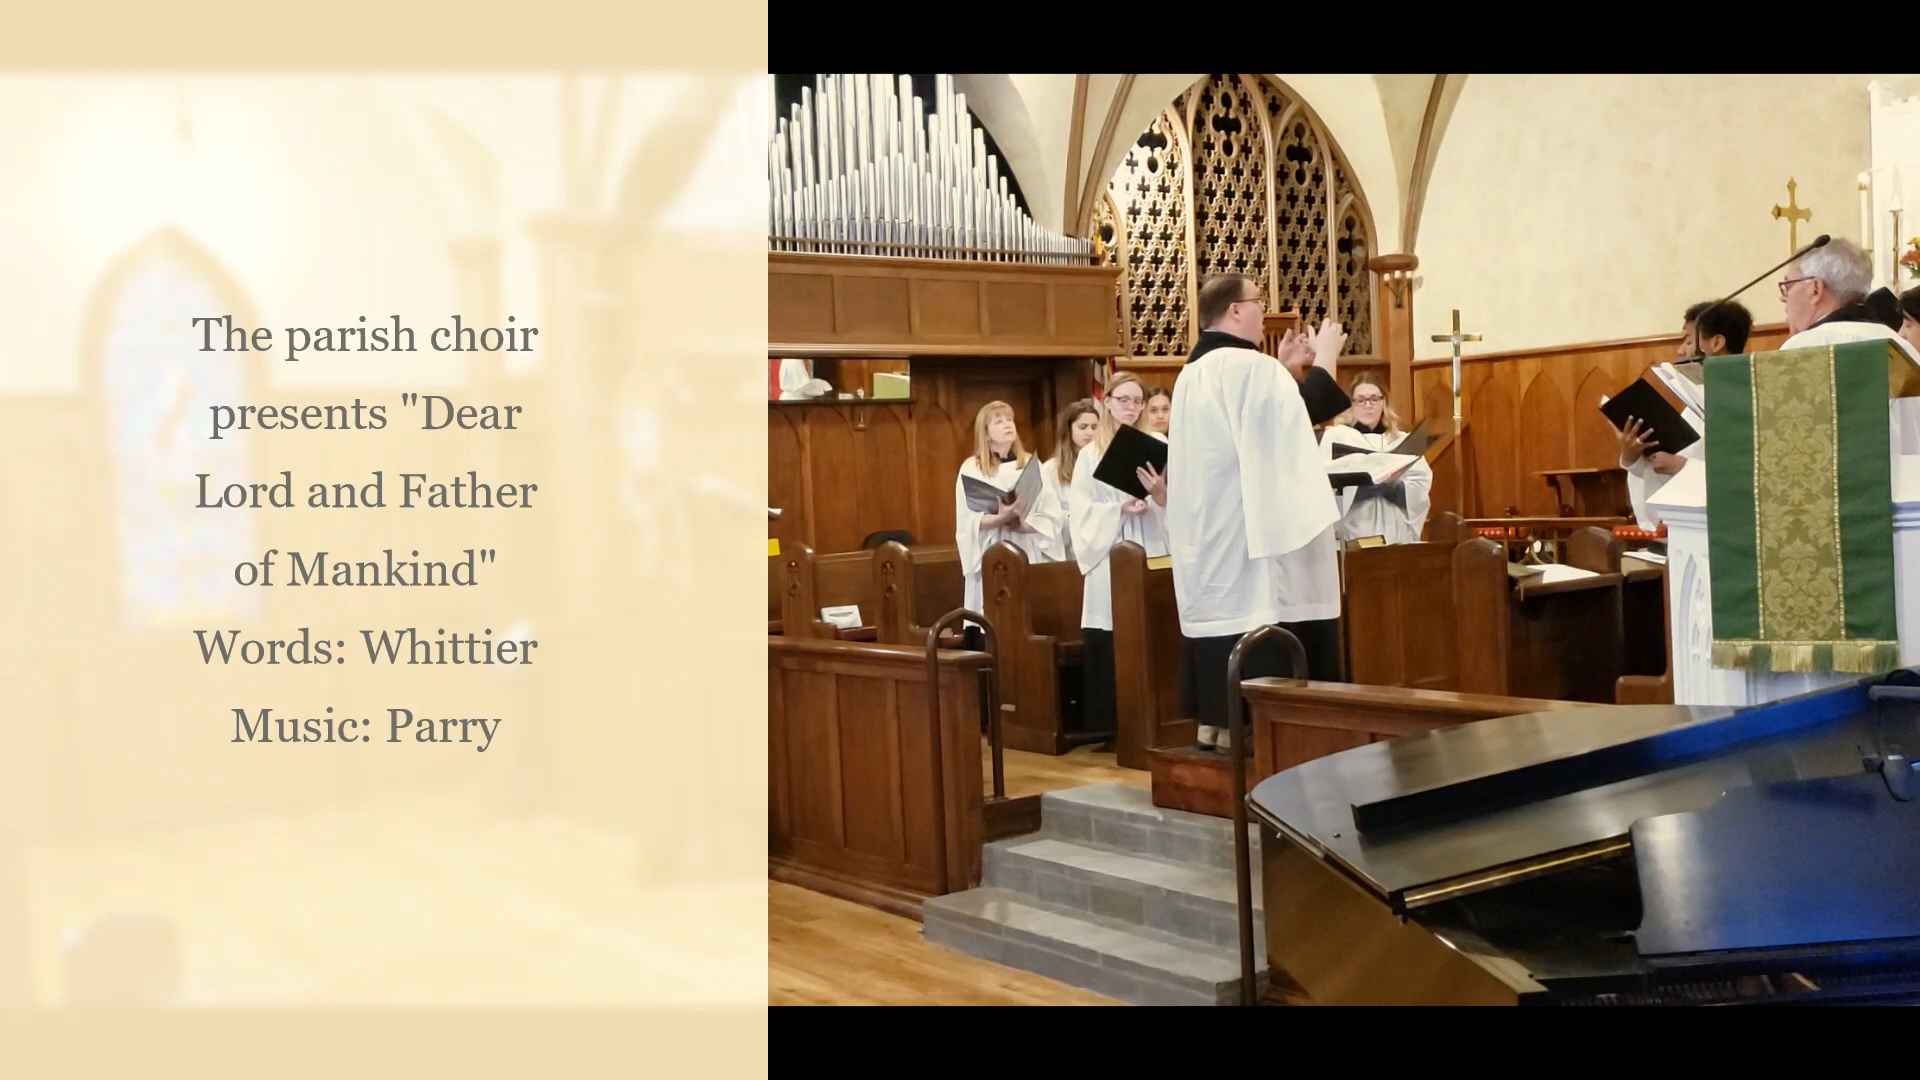 The parish choir
presents "Dear
Lord and Father
of Mankind"
Words: Whittier
Music: Parry